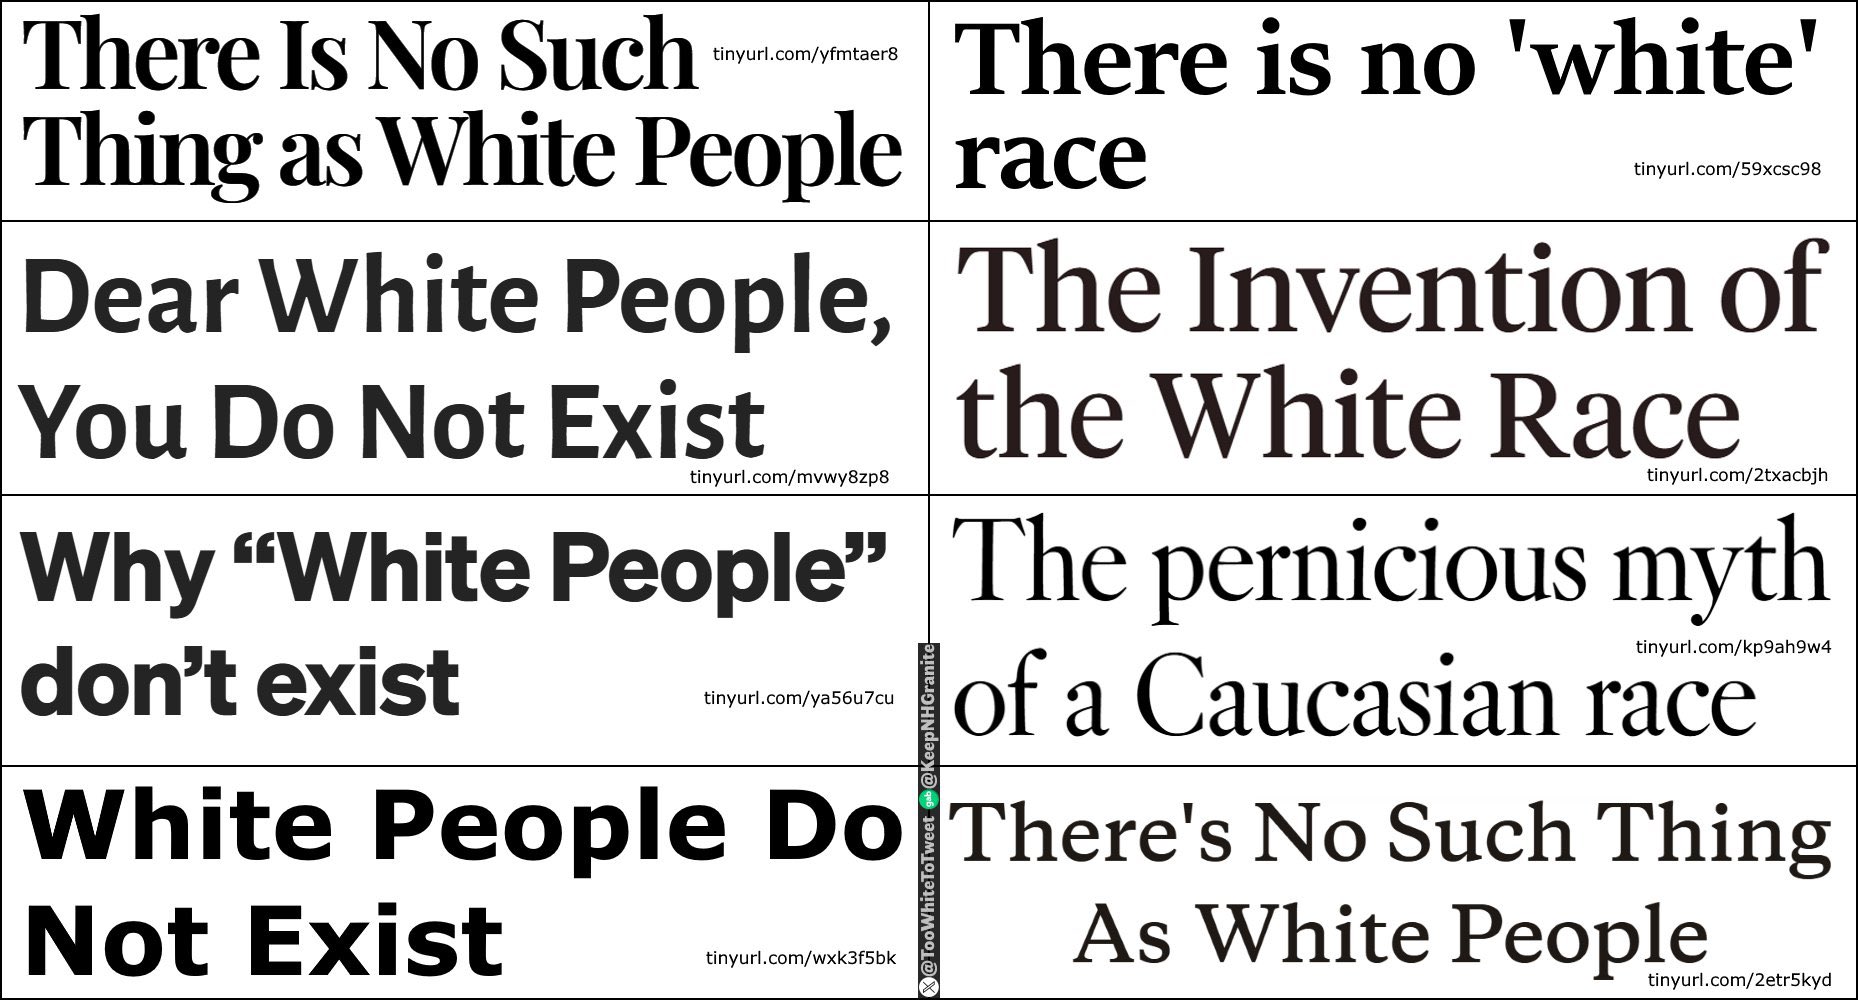 There Is No Such
Thing as White People
tinyurl.com/yfmtaer8
There is no 'white'
race
tinyurl.com/59xcsc98
Dear White People,
You Do Not Exist
tinyurl.com/mvwy8zp8
The Invention of
the White Race
tinyurl.com/2txacbjh
Why “White People”
don’t exist
tinyurl.com/ya56u7cu
The pernicious myth
of a Caucasian race
tinyurl.com/kp9ah9w4
White People Do
Not Exist
tinyurl.com/wxk3f5bk
There's No Such Thing
As White People
tinyurl.com/2etr5kyd
X@TooWhiteToTweet gab@KeepNHGranite